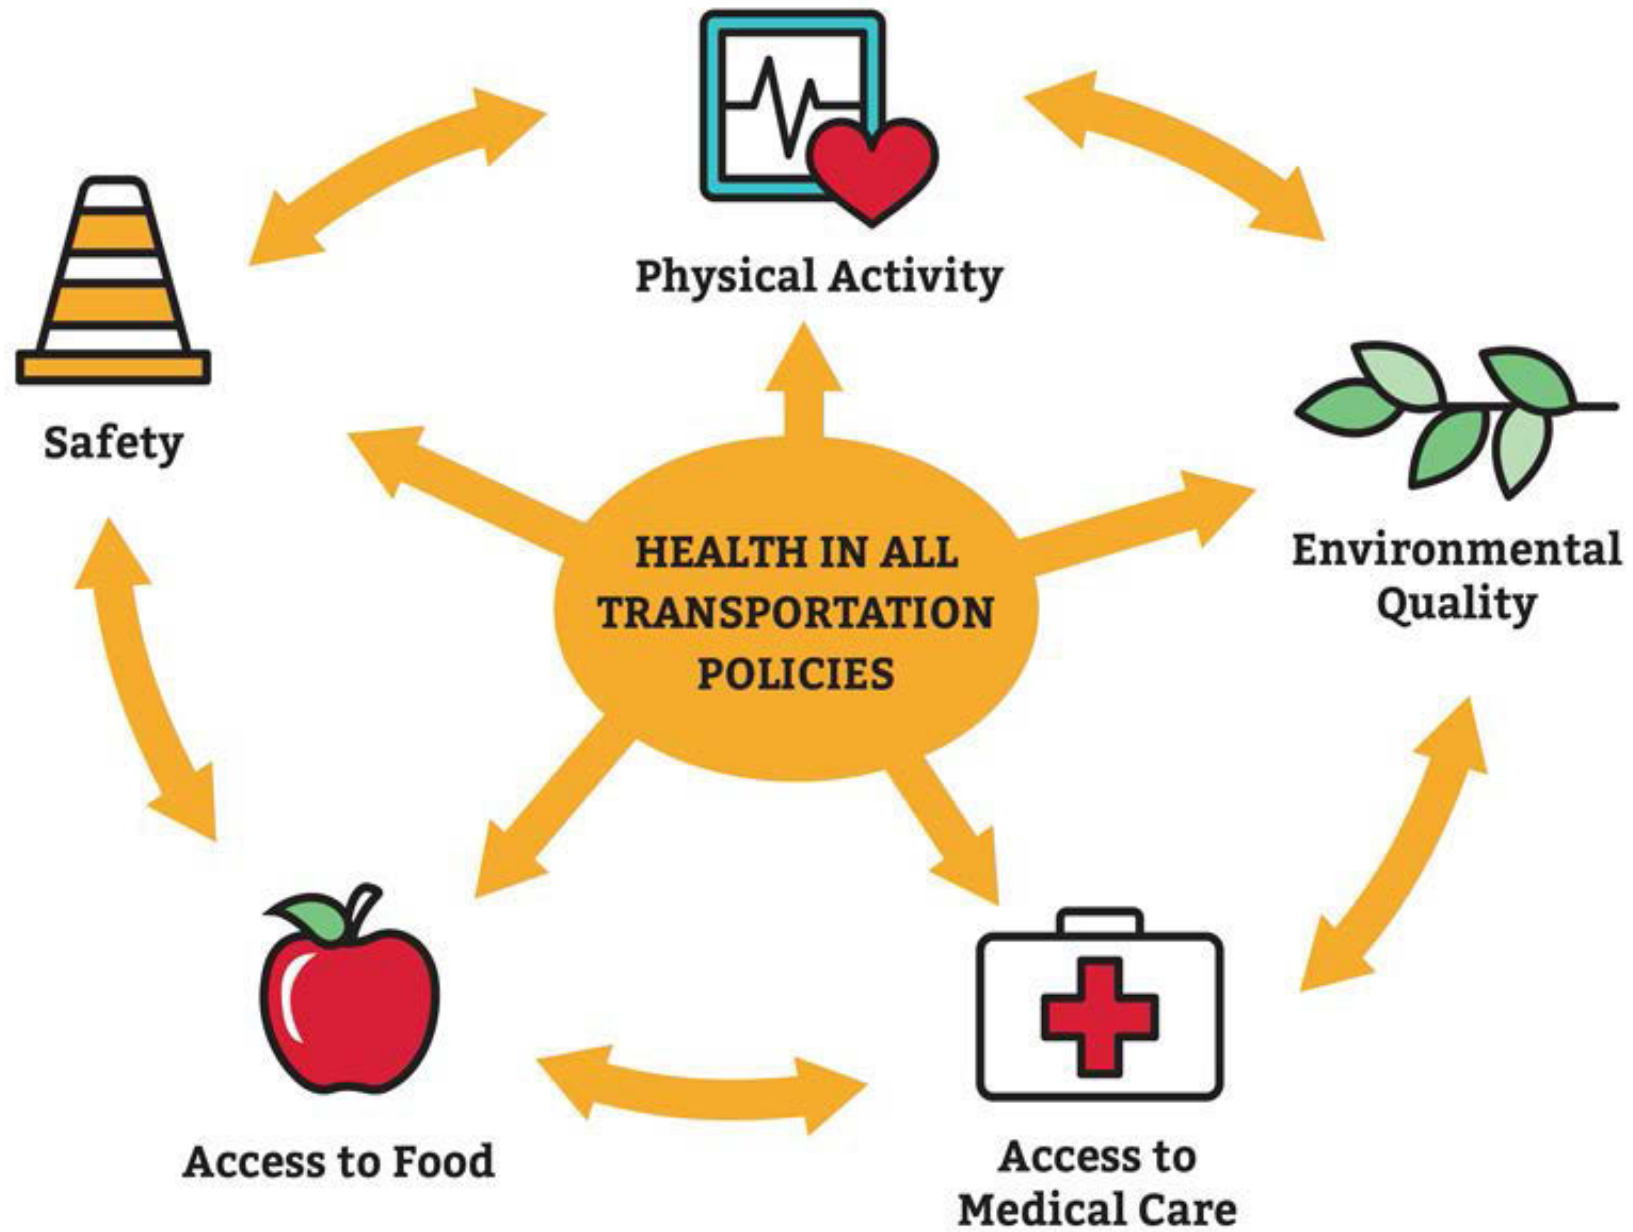 Physical Activity
Safety
Environmental
Quality
HEALTH IN ALL
TRANSPORTATION
POLICIES
Access to Food
Access to
Medical Care